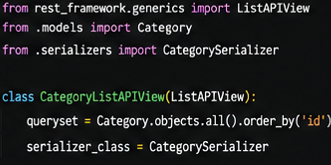 from rest_framework.generics import ListAPIView
from .models import Category
from .serializers import CategorySerializer
class CategoryListAPIView(ListAPIView):
    queryset = Category.objects.all().order_by('id')
    serializer_class = CategorySerializer